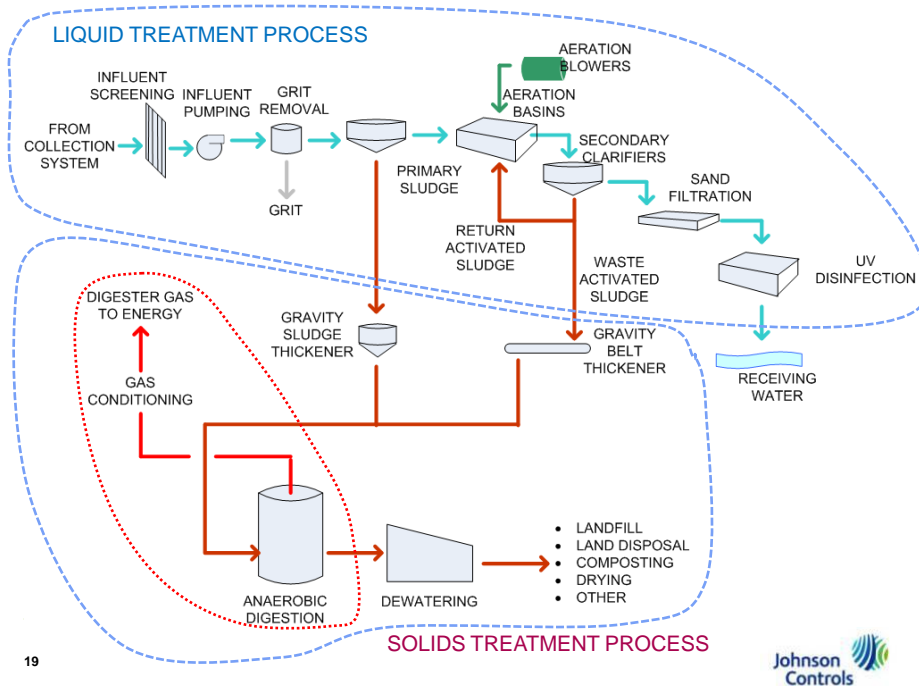 LIQUID TREATMENT PROCESS
AERATION
BLOWERS
INFLUENT
SCREENING
INFLUENT
PUMPING
GRIT
REMOVAL
AERATION
BASINS
FROM
COLLECTION
SYSTEM
SECONDARY
CLARIFIERS
PRIMARY
SLUDGE
SAND
FILTRATION
GRIT
RETURN
ACTIVATED
SLUDGE
WASTE
ACTIVATED
SLUDGE
UV
DISINFECTION
DIGESTER GAS
TO ENERGY
GRAVITY
SLUDGE
THICKENER
GRAVITY
BELT
THICKENER
RECEIVING
WATER
GAS
CONDITIONING
ANAEROBIC
DIGESTION
DEWATERING
• LANDFILL
• LAND DISPOSAL
• COMPOSTING
• DRYING
• OTHER
SOLIDS TREATMENT PROCESS
19
Johnson
Controls